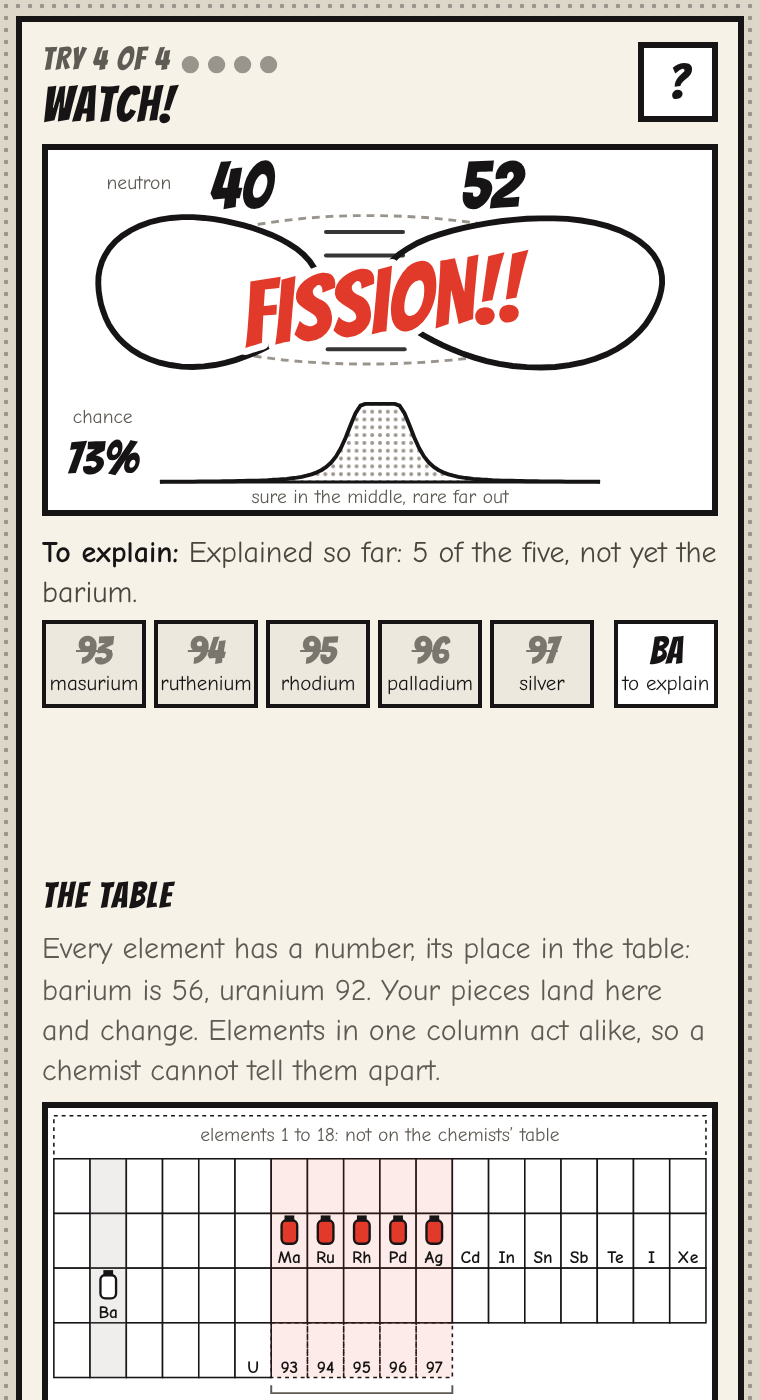 TRY 4 OF 4
WATCH!
?
neutron
40
52
FISSION!!
chance
73%
sure in the middle, rare far out
To explain: Explained so far: 5 of the five, not yet the
barium.
93
masurium
94
ruthenium
95
rhodium
96
palladium
97
silver
BA
to explain
THE TABLE
Every element has a number, its place in the table:
barium is 56, uranium 92. Your pieces land here
and change. Elements in one column act alike, so a
chemist cannot tell them apart.
elements 1 to 18: not on the chemists' table
Ma Ru Rh Pd Ag Cd In Sn Sb Te I Xe
Ba
U 93 94 95 96 97